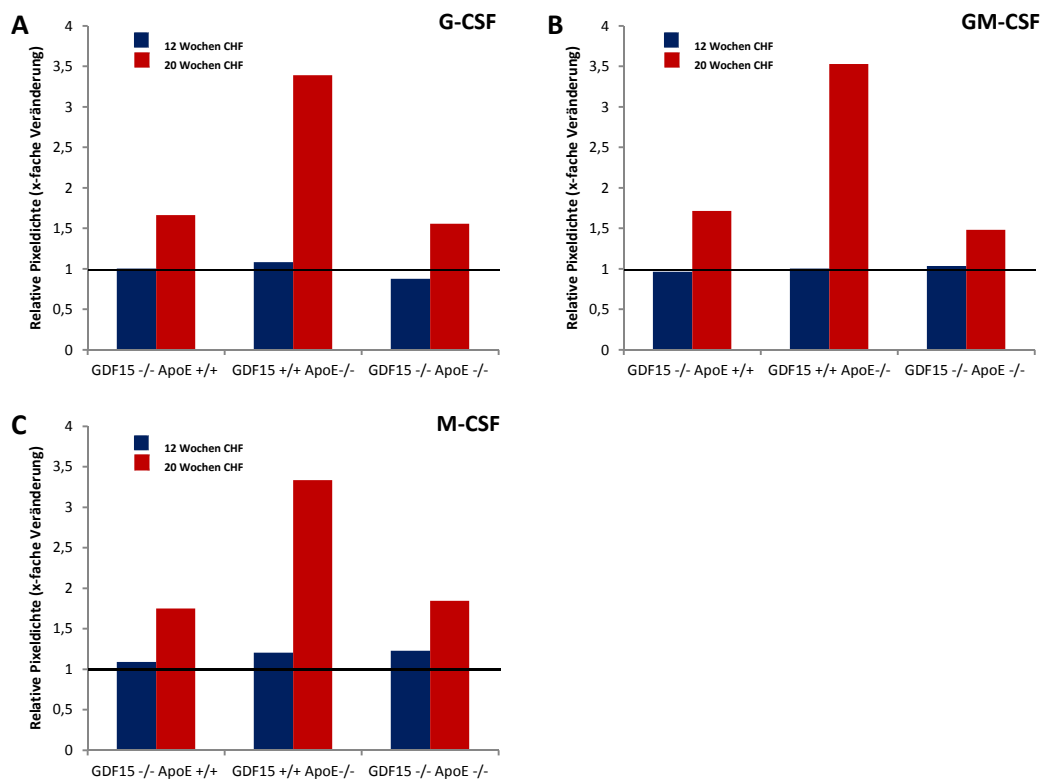 A
G-CSF
Relative Pixeldichte (x-fache Veränderung)
4
3,5
3
2,5
2
1,5
1
0,5
0
12 Wochen CHF
20 Wochen CHF
GDF15 -/- ApoE +/+
GDF15 +/+ ApoE-/-
GDF15 -/- ApoE -/-
B
GM-CSF
Relative Pixeldichte (x-fache Veränderung)
4
3,5
3
2,5
2
1,5
1
0,5
0
12 Wochen CHF
20 Wochen CHF
GDF15 -/- ApoE +/+
GDF15 +/+ ApoE-/-
GDF15 -/- ApoE -/-
C
M-CSF
Relative Pixeldichte (x-fache Veränderung)
4
3,5
3
2,5
2
1,5
1
0,5
0
12 Wochen CHF
20 Wochen CHF
GDF15 -/- ApoE +/+
GDF15 +/+ ApoE-/-
GDF15 -/- ApoE -/-